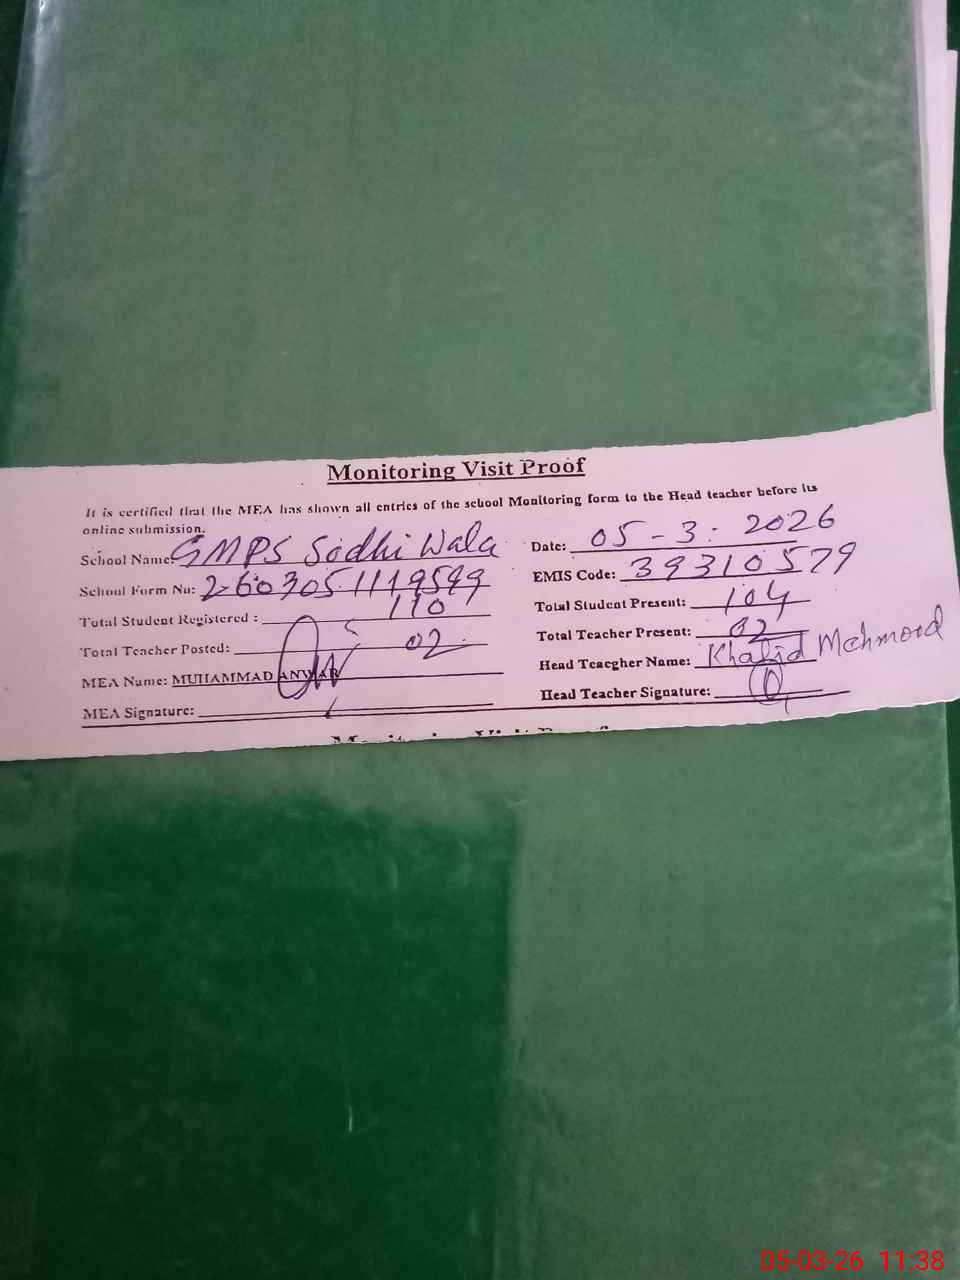 Monitoring Visit Proof
It is certified that the MEA has shown all entries of the school Monitoring form to the Head teacher before its
online submission.
School Name: GMPS Sodhi Wala
Date: 05-3-2026
School Form No:
EMIS Code: 39310579
Total Student Registered : 110
Total Student Present: 104
Total Teacher Posted: 02
Total Teacher Present: 02
MEA Name: MUHAMMAD ANWAR
Head Teacgher Name: Khalid Mehmood
MEA Signature:
Head Teacher Signature:
05-03-26 11:38